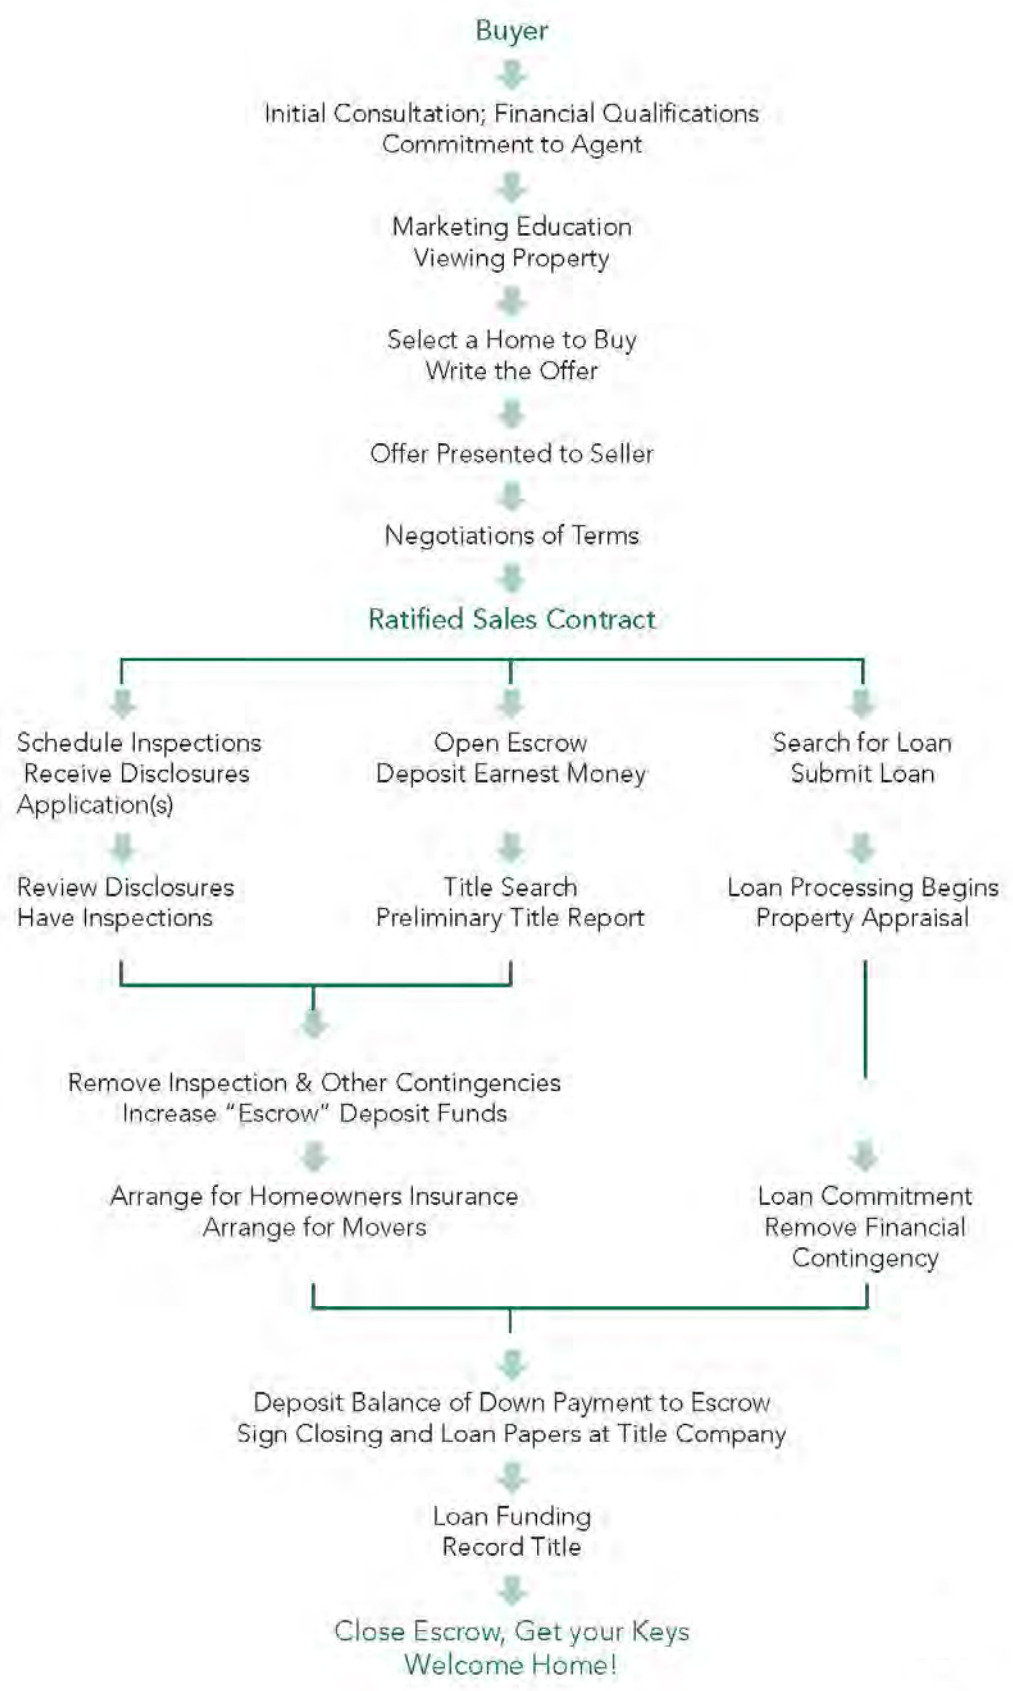 Buyer
Initial Consultation; Financial Qualifications
Commitment to Agent
Marketing Education
Viewing Property
Select a Home to Buy
Write the Offer
Offer Presented to Seller
Negotiations of Terms
Ratified Sales Contract
Schedule Inspections
Receive Disclosures
Application(s)
Open Escrow
Deposit Earnest Money
Search for Loan
Submit Loan
Review Disclosures
Have Inspections
Title Search
Preliminary Title Report
Loan Processing Begins
Property Appraisal
Remove Inspection & Other Contingencies
Increase “Escrow” Deposit Funds
Arrange for Homeowners Insurance
Arrange for Movers
Loan Commitment
Remove Financial
Contingency
Deposit Balance of Down Payment to Escrow
Sign Closing and Loan Papers at Title Company
Loan Funding
Record Title
Close Escrow, Get your Keys
Welcome Home!